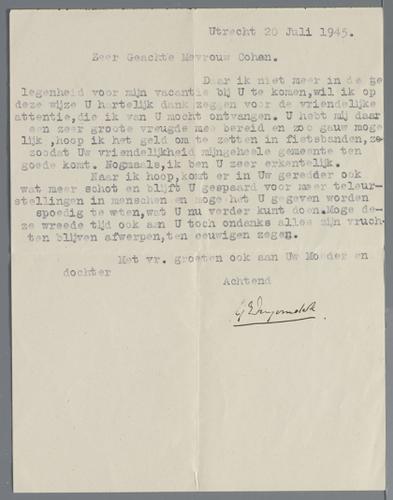 Utrecht 20 Juli 1945.
Zeer Geachte Mevrouw Cohen.
Daar ik niet meer in de ge
legenheid voor mijn vacantie bij U te komen,wil ik op
deze wijze U hartelijk dank zeggen voor de vriendelijke
attentie,die ik van U mocht ontvangen. U hebt mij daar
een zeer groote vreugde mee bereid en zoo gauw moge
lijk ,hoop ik het geld om te zetten in fietsbanden,zo
zoodat Uw vriendelijkheid mijngeheele gemeente ten
goede komt. Nogmaals,ik ben U zeer erkentelijk.
Naar ik hoop,komt er in Uw geredder ook
wat meer schot en blijft U gespaard voor meer teleur-
stellingen in menschen en moge het U gegeven worden
spoedig te weten,wat U nu verder kunt doen.Moge de-
ze wreede tijd ook aan U toch ondanks alles zijn vruch-
ten blijven afwerpen,ten eeuwigen zegen.
Met vr. groeten ook aan Uw Moeder en
dochter
Achtend